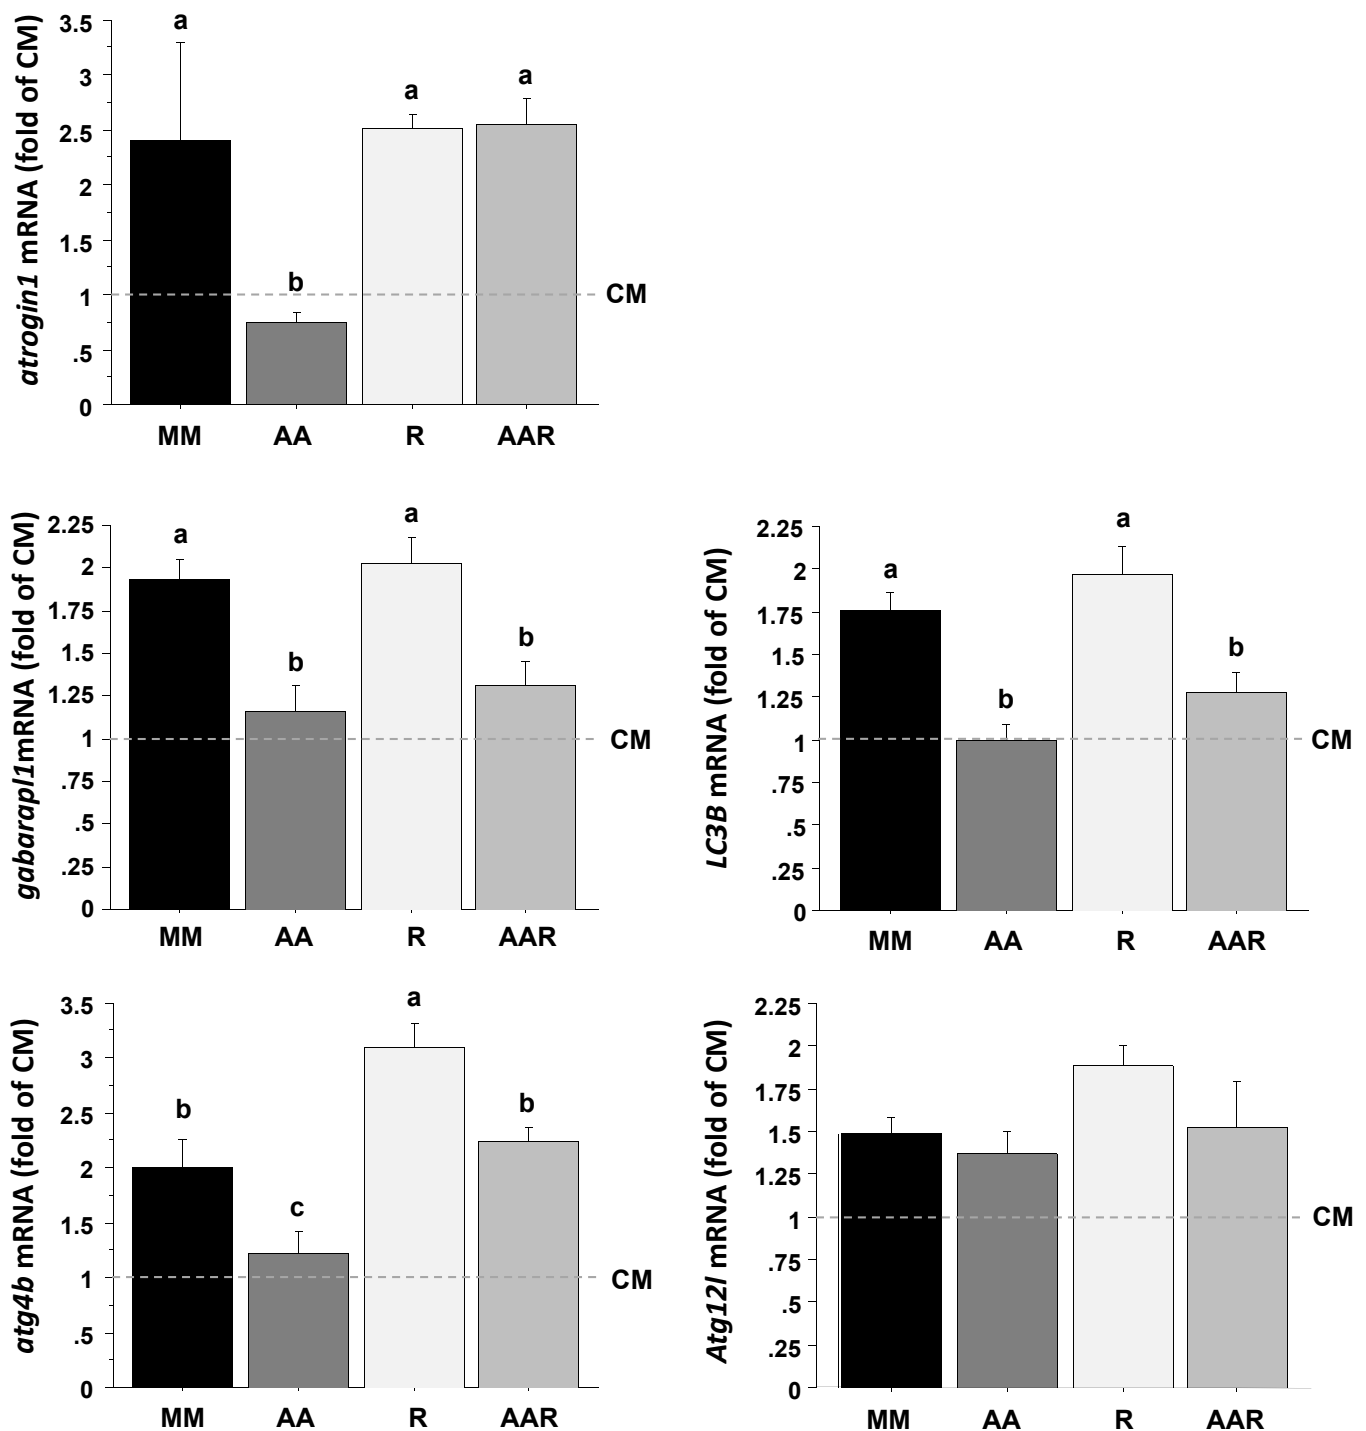 atrogin1 mRNA (fold of CM)
3.5
3
2.5
2
1.5
1
.5
0
a
b
a
a
CM
MM AA R AAR
gabarapl1mRNA (fold of CM)
2.25
2
1.75
1.5
1.25
1
.75
.5
.25
0
a
b
a
b
CM
MM AA R AAR
LC3B mRNA (fold of CM)
2.25
2
1.75
1.5
1.25
1
.75
.5
.25
0
a
b
a
b
CM
MM AA R AAR
atg4b mRNA (fold of CM)
3.5
3
2.5
2
1.5
1
.5
0
b
c
a
b
CM
MM AA R AAR
Atg12l mRNA (fold of CM)
2.25
2
1.75
1.5
1.25
1
.75
.5
.25
0
CM
MM AA R AAR